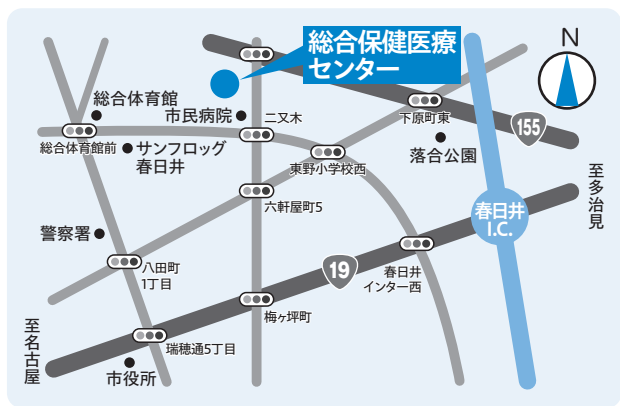 総合保健医療
センター
N
総合体育館
市民病院
二又木
下原町東
155
総合体育館前
サンフロッグ
春日井
東野小学校西
落合公園
至多治見
六軒屋町5
春日井
I.C.
警察署
八田町
1丁目
19
春日井
インター西
至名古屋
梅ヶ坪町
瑞穂通5丁目
市役所